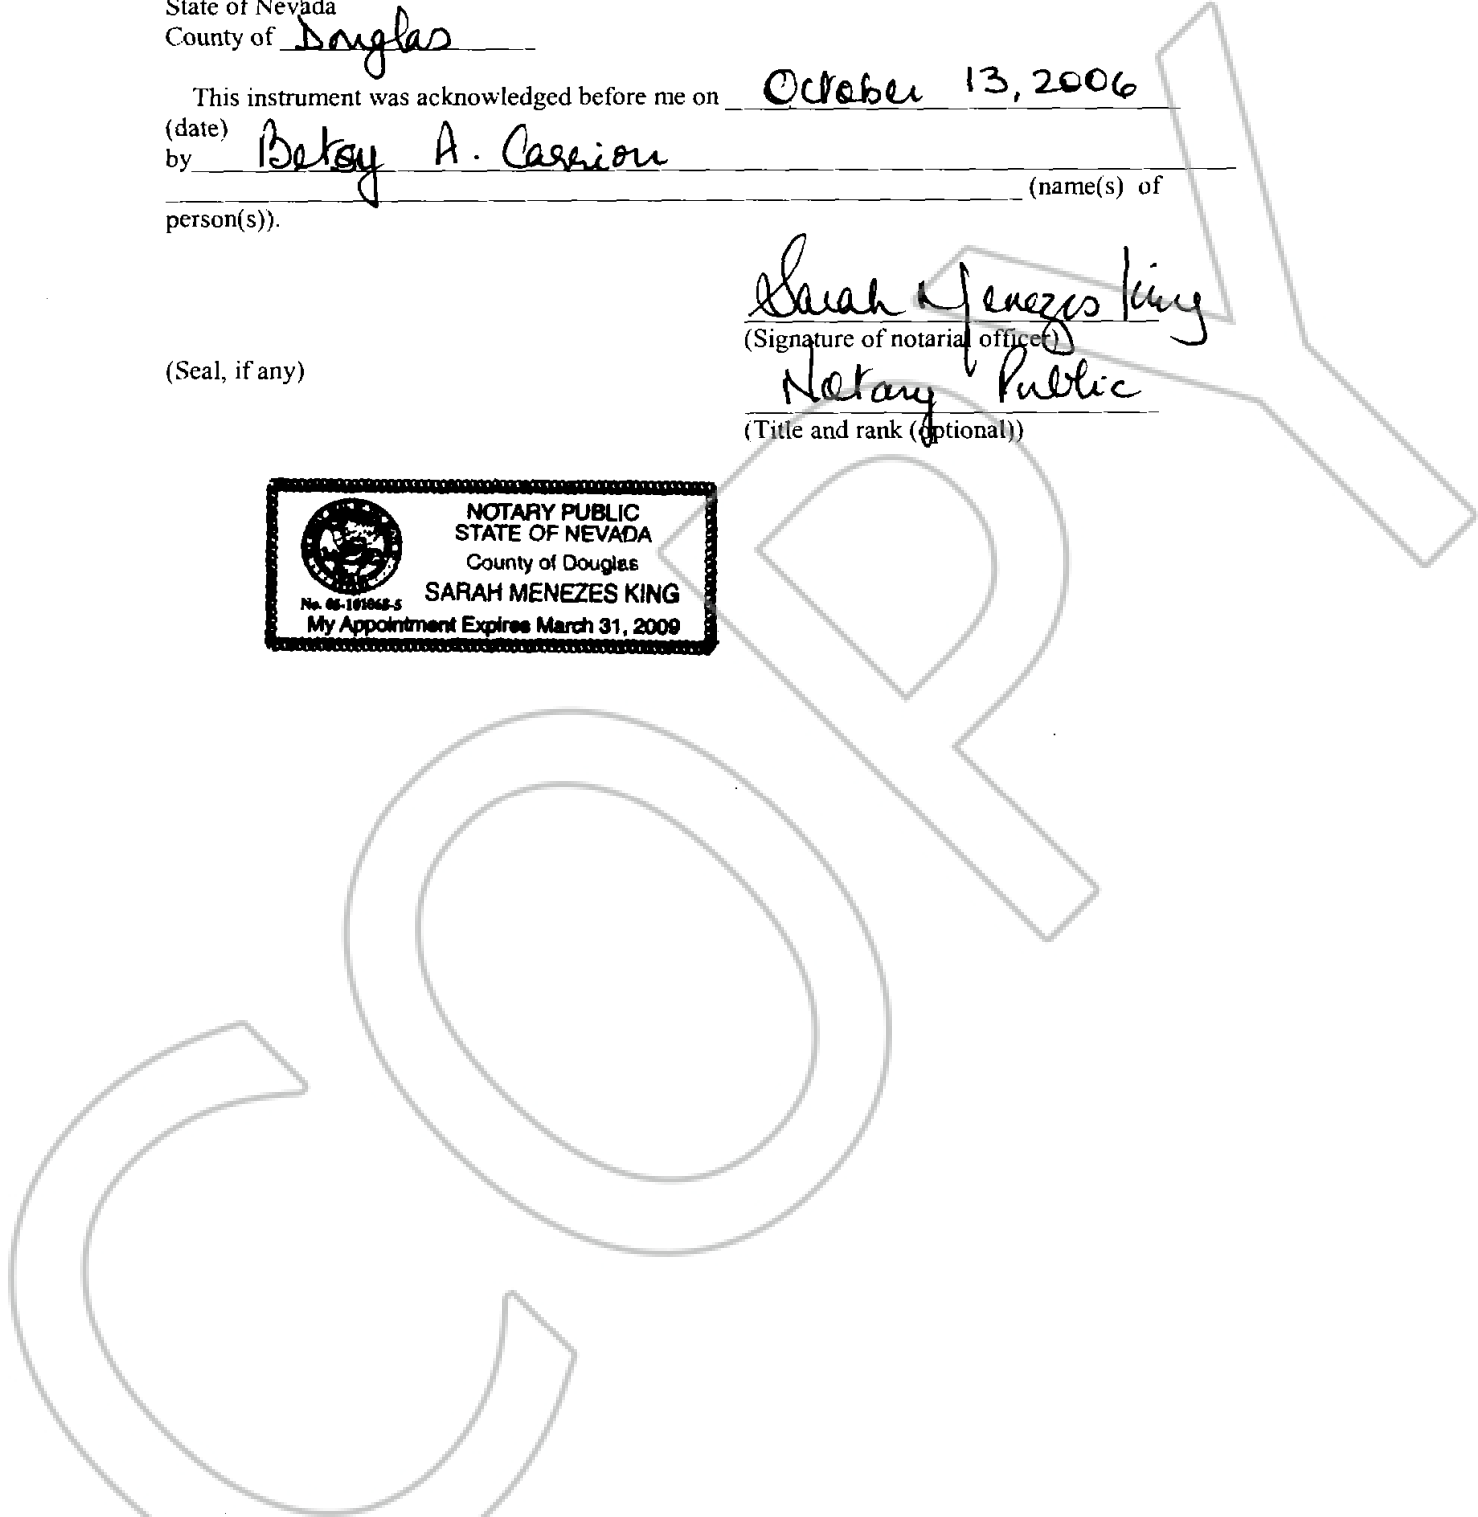 State of Nevada
County of Douglas
This instrument was acknowledged before me on October 13, 2006
(date)
by Betsy A. Carrion
(name(s) of
person(s)).
Sarah Menezes King
(Signature of notarial officer)
(Seal, if any)
Notary Public
(Title and rank (optional))
NOTARY PUBLIC
STATE OF NEVADA
County of Douglas
SARAH MENEZES KING
My Appointment Expires March 31, 2009
COPY